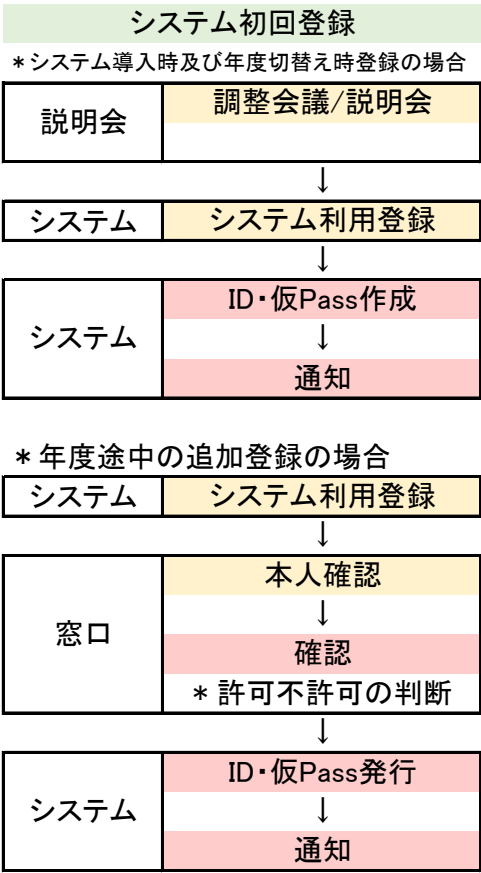 システム初回登録
*システム導入時及び年度切替え時登録の場合
説明会
調整会議/説明会
↓
システム
システム利用登録
↓
システム
ID・仮Pass作成
↓
通知
*年度途中の追加登録の場合
システム
システム利用登録
↓
窓口
本人確認
↓
確認
*許可不許可の判断
↓
システム
ID・仮Pass発行
↓
通知